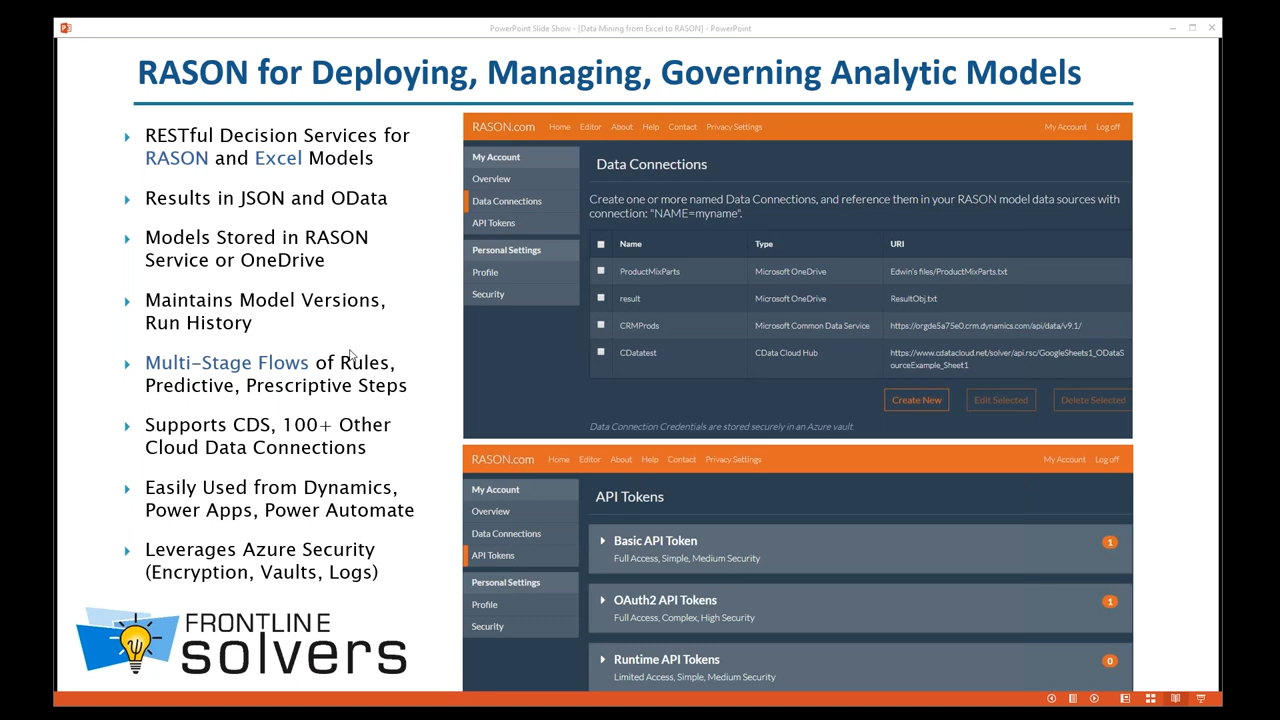 PowerPoint Slide Show - [Data Mining from Excel to RASON] - PowerPoint
RASON for Deploying, Managing, Governing Analytic Models
RESTful Decision Services for
RASON and Excel Models
Results in JSON and OData
Models Stored in RASON
Service or OneDrive
Maintains Model Versions,
Run History
Multi-Stage Flows of Rules,
Predictive, Prescriptive Steps
Supports CDS, 100+ Other
Cloud Data Connections
Easily Used from Dynamics,
Power Apps, Power Automate
Leverages Azure Security
(Encryption, Vaults, Logs)
FRONTLINE
solvers
RASON.com Home Editor About Help Contact Privacy Settings My Account Log off
My Account
Overview
Data Connections
API Tokens
Personal Settings
Profile
Security
Data Connections
Create one or more named Data Connections, and reference them in your RASON model data sources with
connection: "NAME=myname".
Name Type URI
ProductMixParts Microsoft OneDrive Edwin's files/ProductMixParts.txt
result Microsoft OneDrive ResultObj.txt
CRMProds Microsoft Common Data Service https://orgde5a75e0.crm.dynamics.com/api/data/v9.1/
CDatatest CData Cloud Hub https://www.cdatacloud.net/solver/api.rsc/GoogleSheets1_ODataS
ourceExample_Sheet1
Create New Edit Selected Delete Selected
Data Connection Credentials are stored securely in an Azure vault.
RASON.com Home Editor About Help Contact Privacy Settings My Account Log off
My Account
Overview
Data Connections
API Tokens
Personal Settings
Profile
Security
API Tokens
Basic API Token 1
Full Access, Simple, Medium Security
OAuth2 API Tokens 1
Full Access, Complex, High Security
Runtime API Tokens 0
Limited Access, Simple, Medium Security